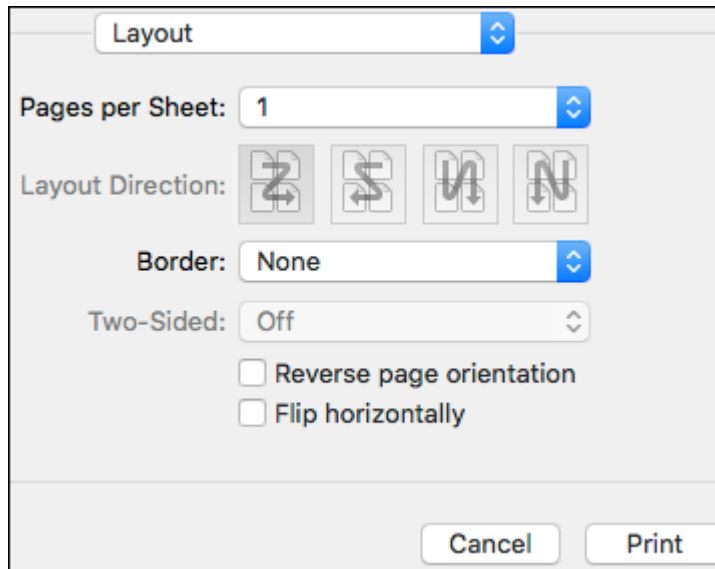 Layout
Pages per Sheet: 1
Layout Direction:
Border: None
Two-Sided: Off
Reverse page orientation
Flip horizontally
Cancel Print